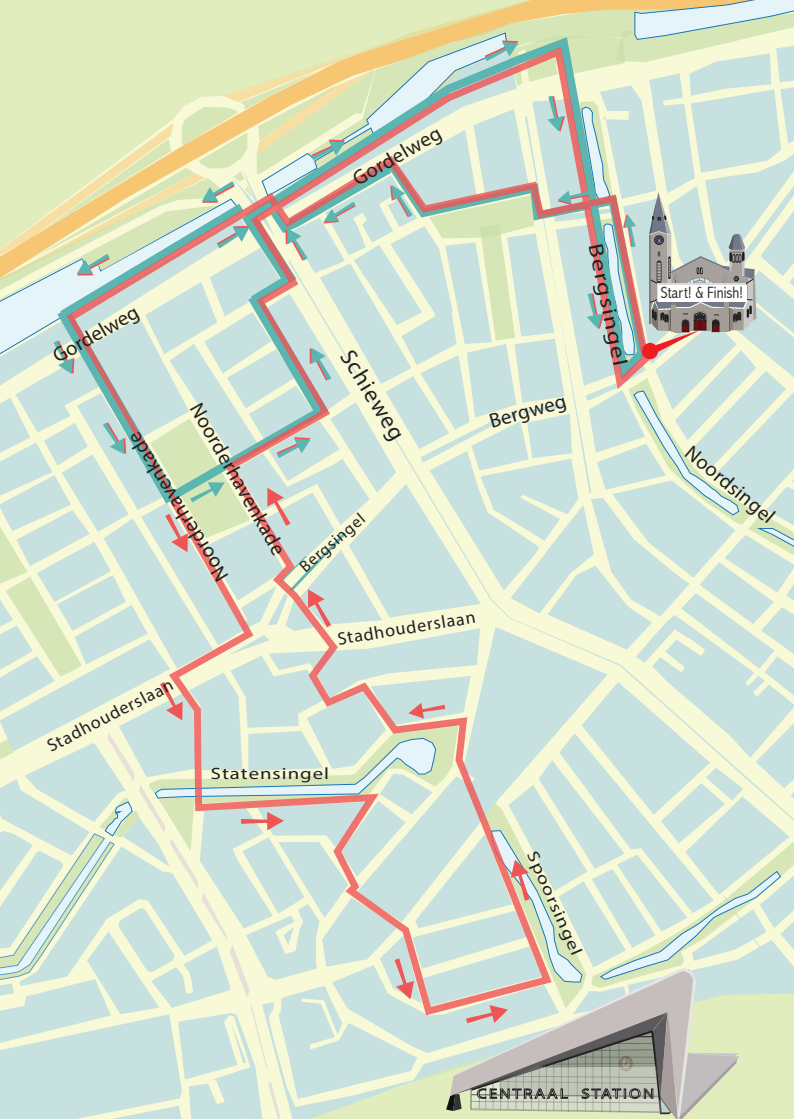 Gordelweg
Bergsingel
Start! & Finish!
Gordelweg
Schieweg
Bergweg
Noorderhavenkade
Noorderhavenkade
Noordsingel
Bergsingel
Stadhouderslaan
Stadhouderslaan
Statensingel
Spoorsingel
CENTRAAL STATION